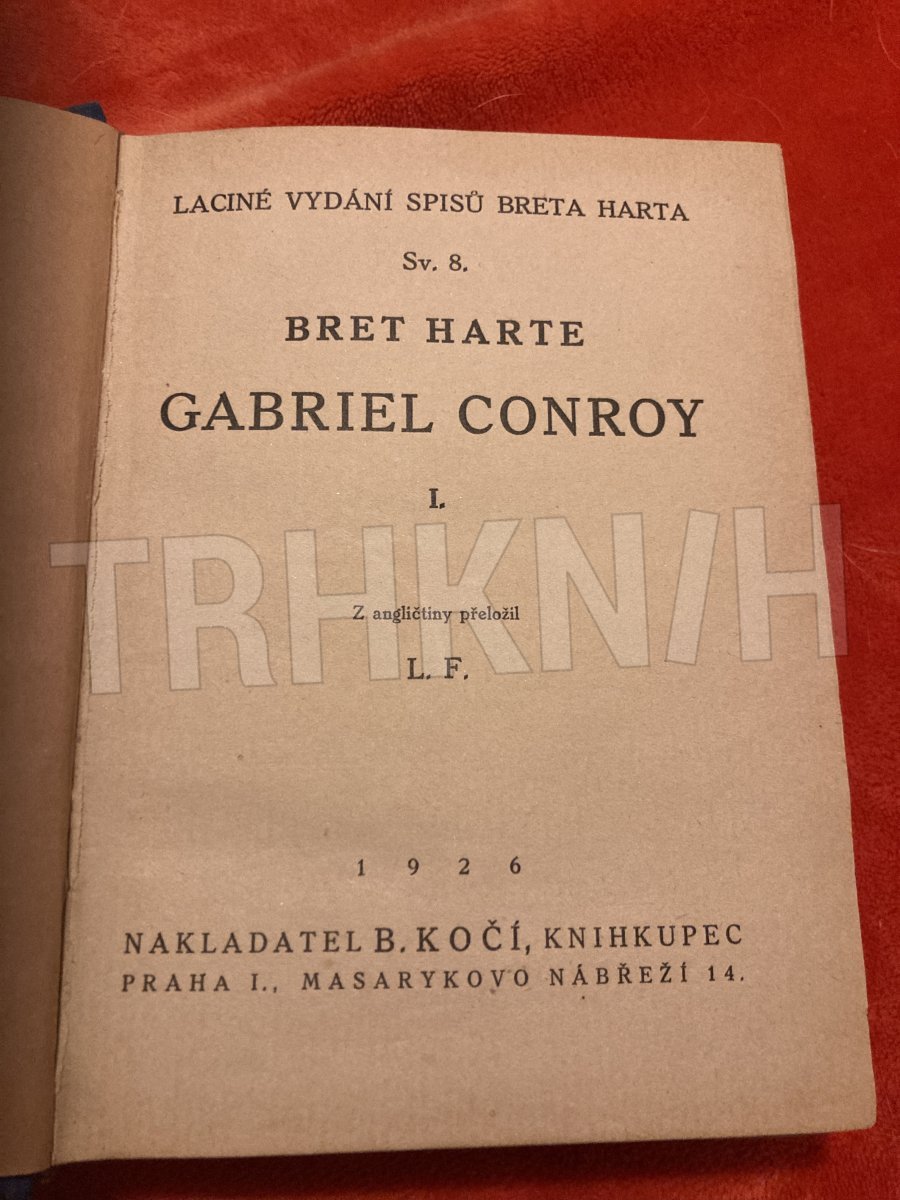 LACINÉ VYDÁNÍ SPISŮ BRETA HARTA
Sv. 8.
BRET HARTE
GABRIEL CONROY
I.
TRHKNIH
Z angličtiny přeložil
L. F.
1926
NAKLADATEL B. KOČÍ, KNIHKUPEC
PRAHA I., MASARYKOVO NÁBŘEŽÍ 14.